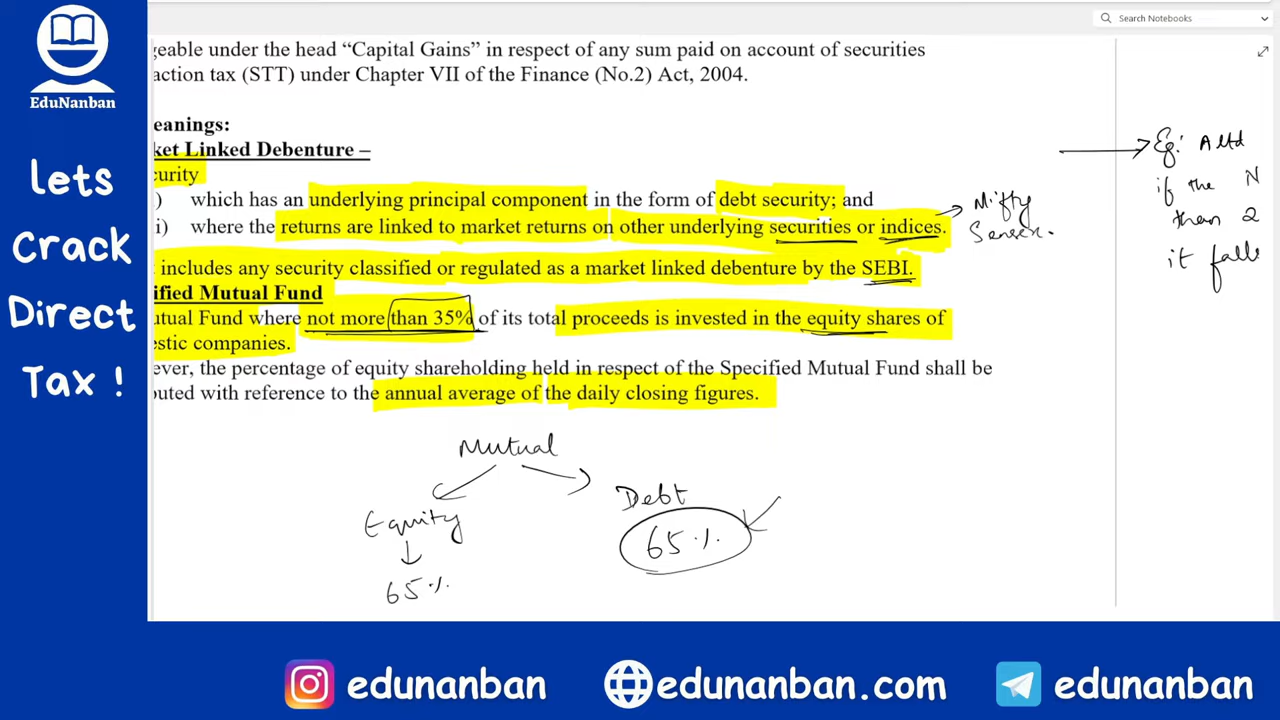 EduNanban
Lets
Crack
Direct
Tax !
Search Notebooks
geable under the head “Capital Gains” in respect of any sum paid on account of securities
action tax (STT) under Chapter VII of the Finance (No.2) Act, 2004.
eanings:
ket Linked Debenture –
curity
) which has an underlying principal component in the form of debt security; and
i) where the returns are linked to market returns on other underlying securities or indices.
Nifty
Sensex.
includes any security classified or regulated as a market linked debenture by the SEBI.
ified Mutual Fund
utual Fund where not more than 35% of its total proceeds is invested in the equity shares of
estic companies.
ever, the percentage of equity shareholding held in respect of the Specified Mutual Fund shall be
puted with reference to the annual average of the daily closing figures.
Mutual
Equity
65%
Debt
65%
Eg: A ltd
if the N
than 2
it falls
edunanban
edunanban.com
edunanban